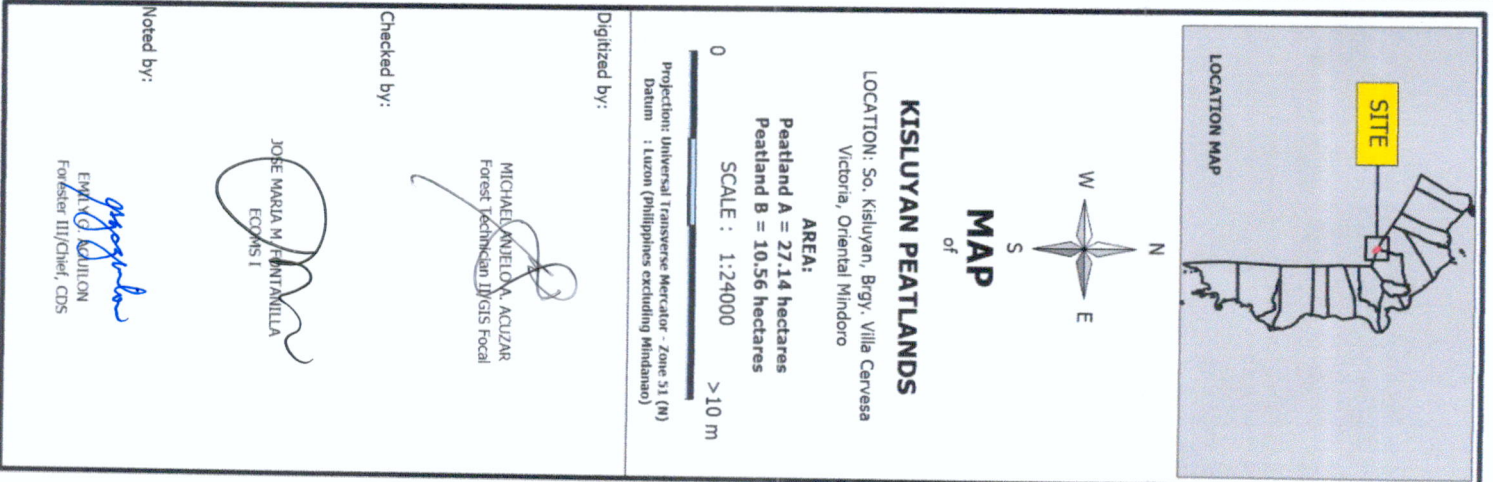 SITE
LOCATION MAP
N
W
E
S
MAP
of
KISLUYAN PEATLANDS
LOCATION: So. Kisluyan, Brgy. Villa Cervesa
Victoria, Oriental Mindoro
AREA:
Peatland A = 27.14 hectares
Peatland B = 10.56 hectares
SCALE : 1:24000
0 >10 m
Projection: Universal Transverse Mercator - Zone 51 (N)
Datum : Luzon (Philippines excluding Mindanao)
Digitized by:
MICHAEL ANJELO A. ACUZAR
Forest Technician II/GIS Focal
Checked by:
JOSE MARIA M. FONTANILLA
ECOMS I
Noted by:
EMILY G. AQUILON
Forester III/Chief, CDS